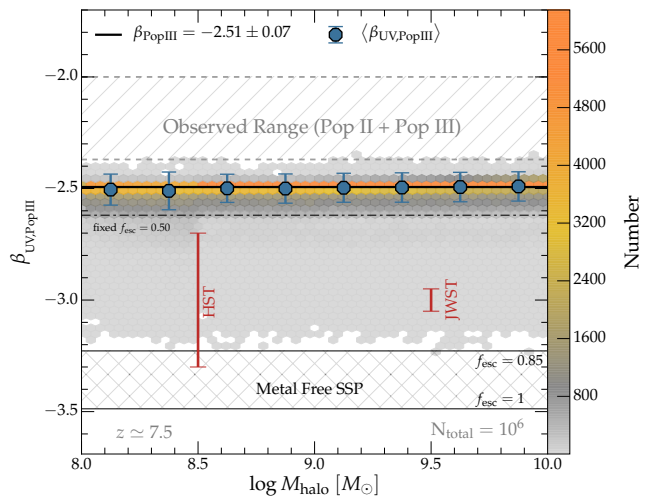 β_PopIII = −2.51 ± 0.07
⟨β_UV,PopIII⟩
−2.0
−2.5
−3.0
−3.5
β_UV,PopIII
Observed Range (Pop II + Pop III)
fixed f_esc = 0.50
HST
JWST
f_esc = 0.85
Metal Free SSP
f_esc = 1
z ≃ 7.5
N_total = 10^6
8.0 8.5 9.0 9.5 10.0
log M_halo [M_⊙]
5600
4800
4000
3200
2400
1600
800
Number